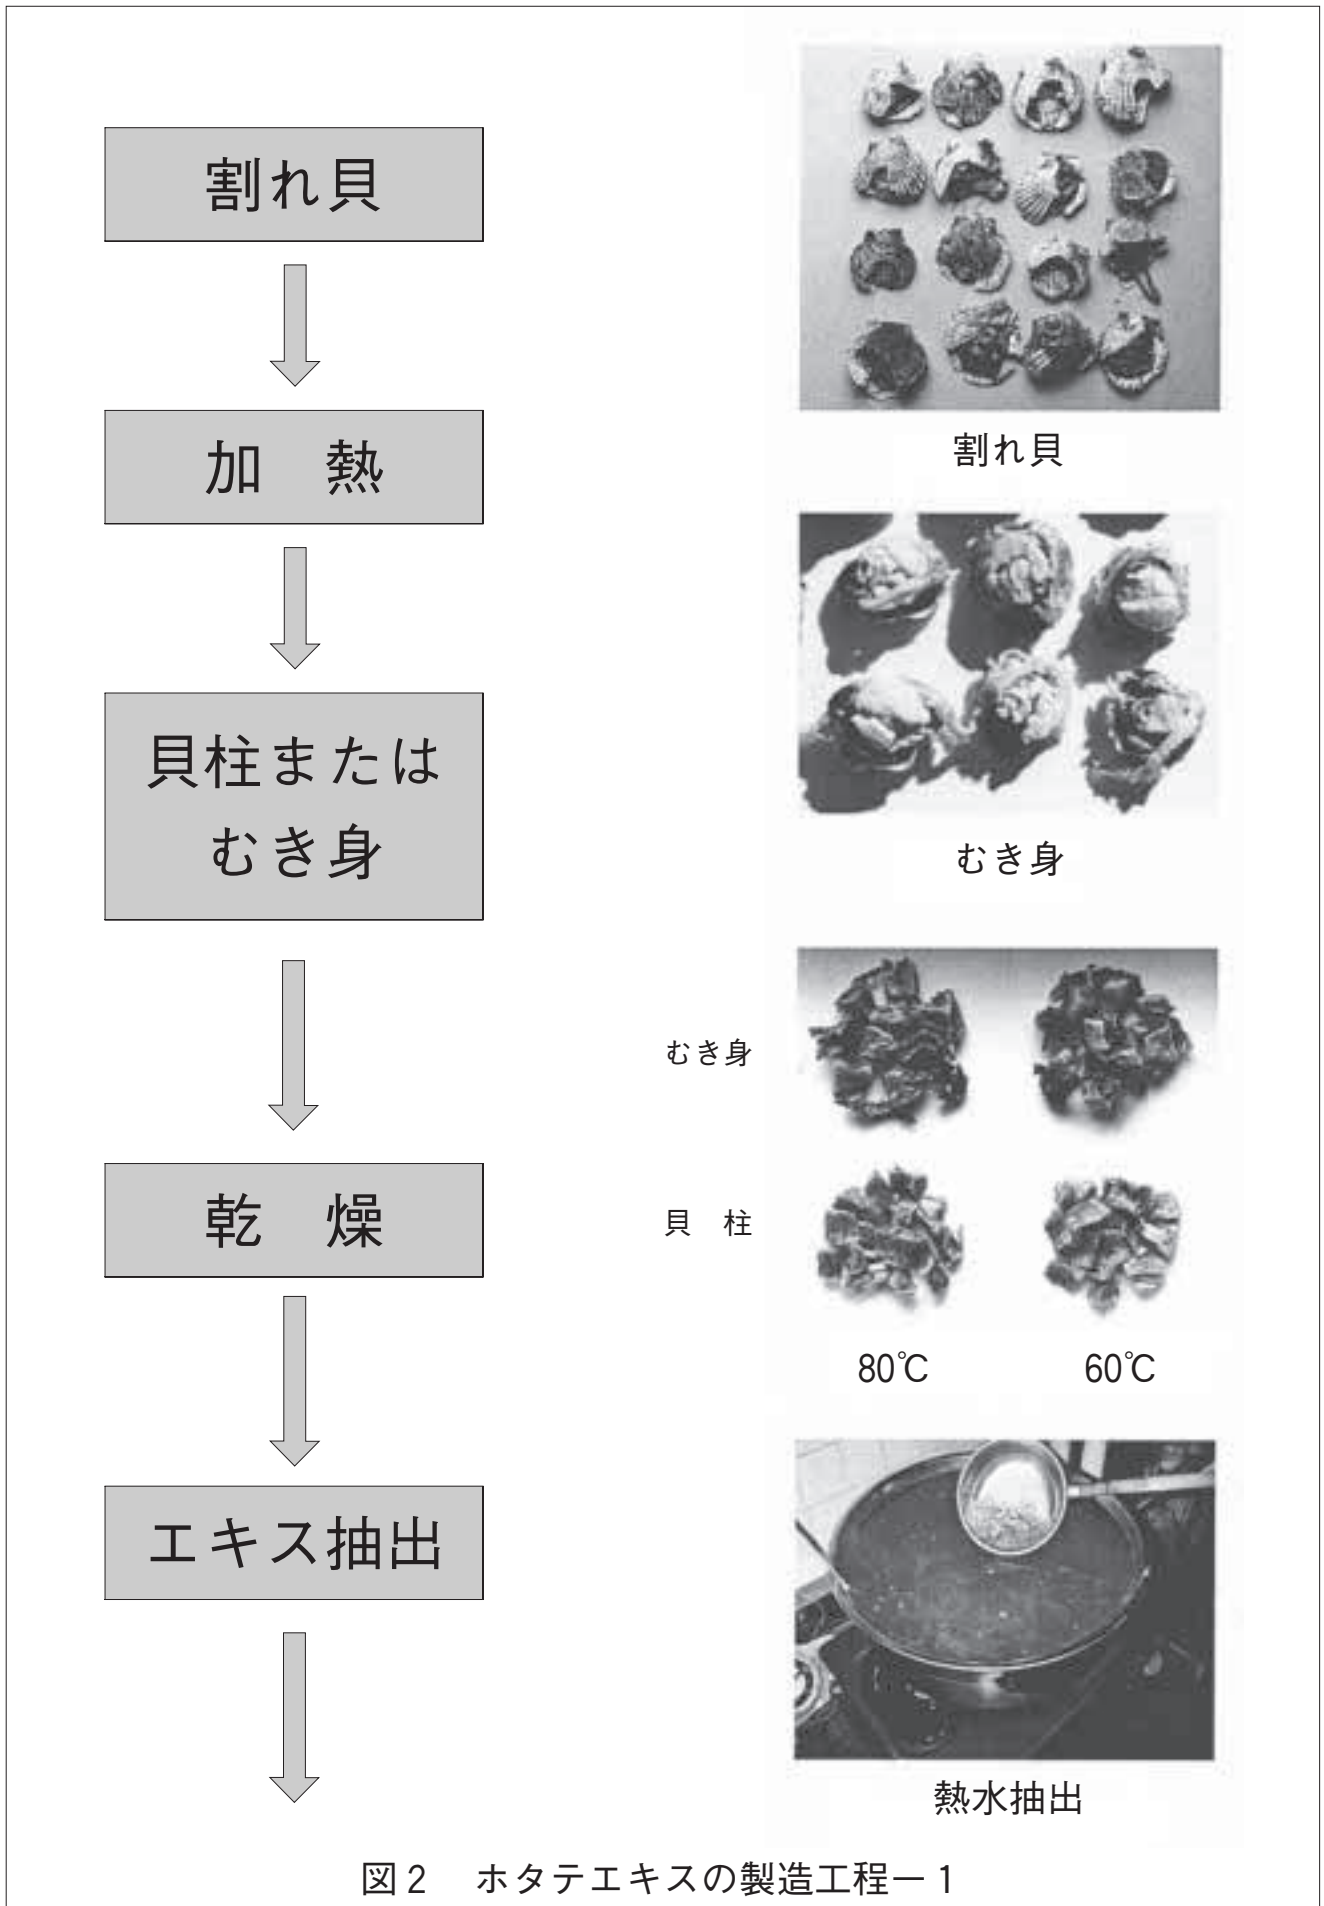 割れ貝
加　熱
貝柱または
むき身
乾　燥
エキス抽出
割れ貝
むき身
むき身
貝　柱
80℃
60℃
熱水抽出
図2　ホタテエキスの製造工程ー1